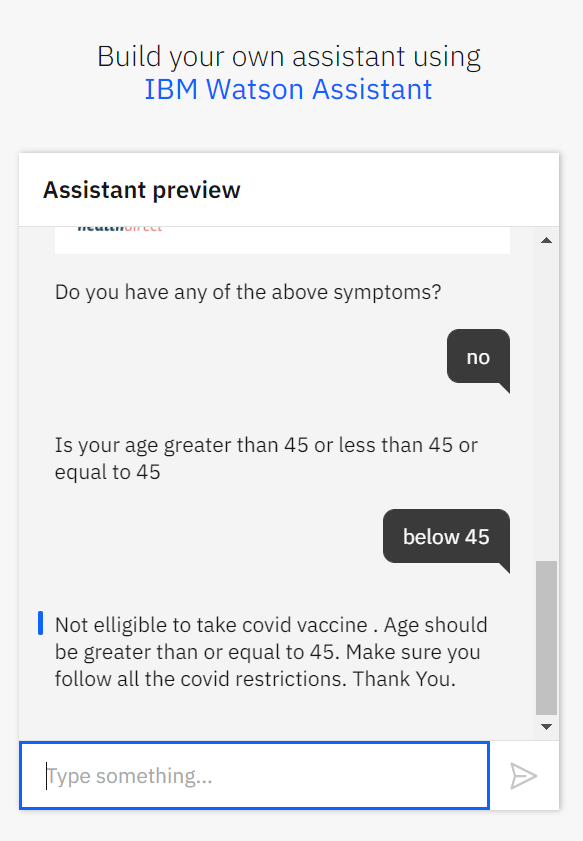 Build your own assistant using
IBM Watson Assistant
Assistant preview
healthdirect
Do you have any of the above symptoms?
no
Is your age greater than 45 or less than 45 or
equal to 45
below 45
Not elligible to take covid vaccine . Age should
be greater than or equal to 45. Make sure you
follow all the covid restrictions. Thank You.
Type something...